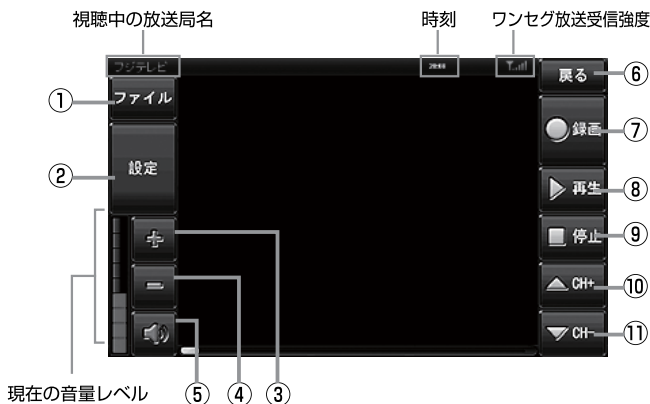 視聴中の放送局名
時刻
ワンセグ放送受信強度
フジテレビ
戻る
⑥
①
ファイル
録画
⑦
②
設定
再生
⑧
停止
⑨
CH+
⑩
CH-
⑪
現在の音量レベル
⑤
④
③